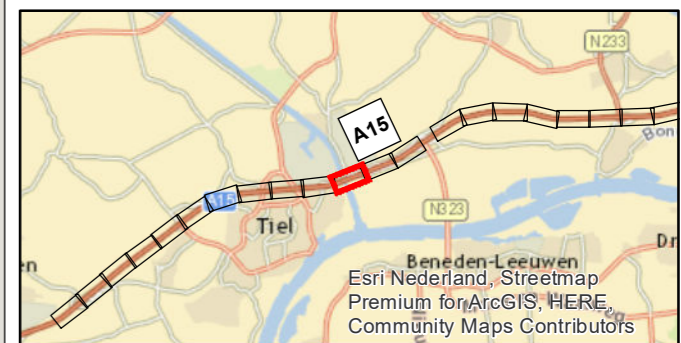 N233
A15
Bon
A15
N323
Tiel
en
Dr
Beneden-Leeuwen
Esri Nederland, Streetmap
Premium for ArcGIS, HERE,
Community Maps Contributors